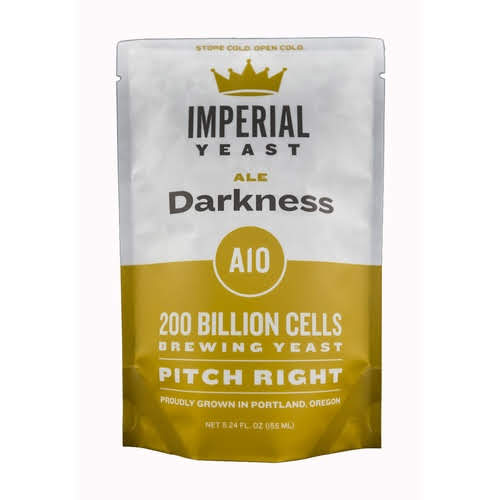 STORE COLD. OPEN COLD.
IMPERIAL
YEAST
ALE
Darkness
A10
200 BILLION CELLS
BREWING YEAST
PITCH RIGHT
PROUDLY GROWN IN PORTLAND, OREGON
NET 5.24 FL. OZ (155 ML)